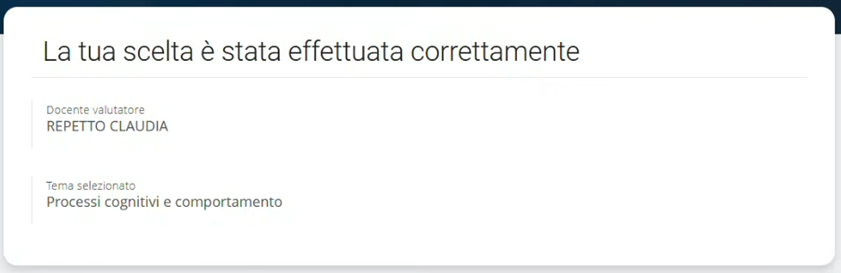 La tua scelta è stata effettuata correttamente
Docente valutatore
REPETTO CLAUDIA
Tema selezionato
Processi cognitivi e comportamento